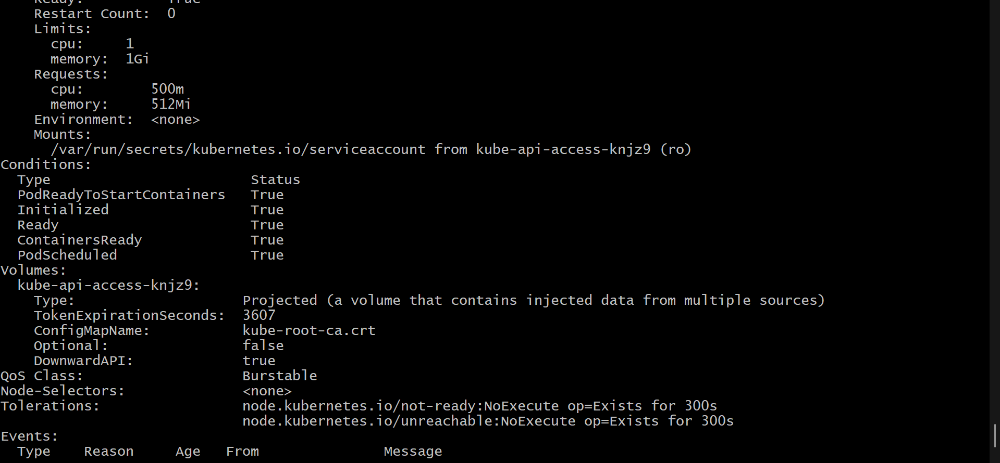 Ready: True
Restart Count: 0
Limits:
cpu: 1
memory: 1Gi
Requests:
cpu: 500m
memory: 512Mi
Environment: <none>
Mounts:
/var/run/secrets/kubernetes.io/serviceaccount from kube-api-access-knjz9 (ro)
Conditions:
Type Status
PodReadyToStartContainers True
Initialized True
Ready True
ContainersReady True
PodScheduled True
Volumes:
kube-api-access-knjz9:
Type: Projected (a volume that contains injected data from multiple sources)
TokenExpirationSeconds: 3607
ConfigMapName: kube-root-ca.crt
Optional: false
DownwardAPI: true
QoS Class: Burstable
Node-Selectors: <none>
Tolerations: node.kubernetes.io/not-ready:NoExecute op=Exists for 300s
node.kubernetes.io/unreachable:NoExecute op=Exists for 300s
Events:
Type Reason Age From Message